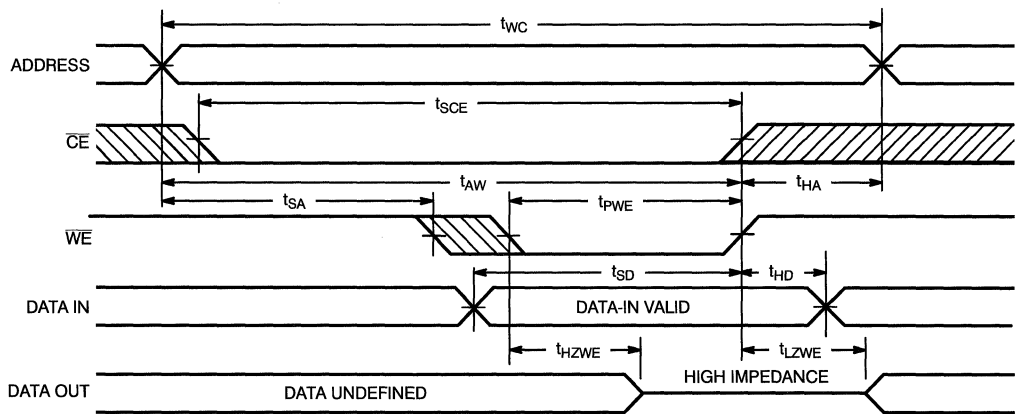 tWC
ADDRESS
tSCE
CE
tAW
tHA
tSA
tPWE
WE
tSD
tHD
DATA IN
DATA-IN VALID
tHZWE
tLZWE
HIGH IMPEDANCE
DATA OUT
DATA UNDEFINED